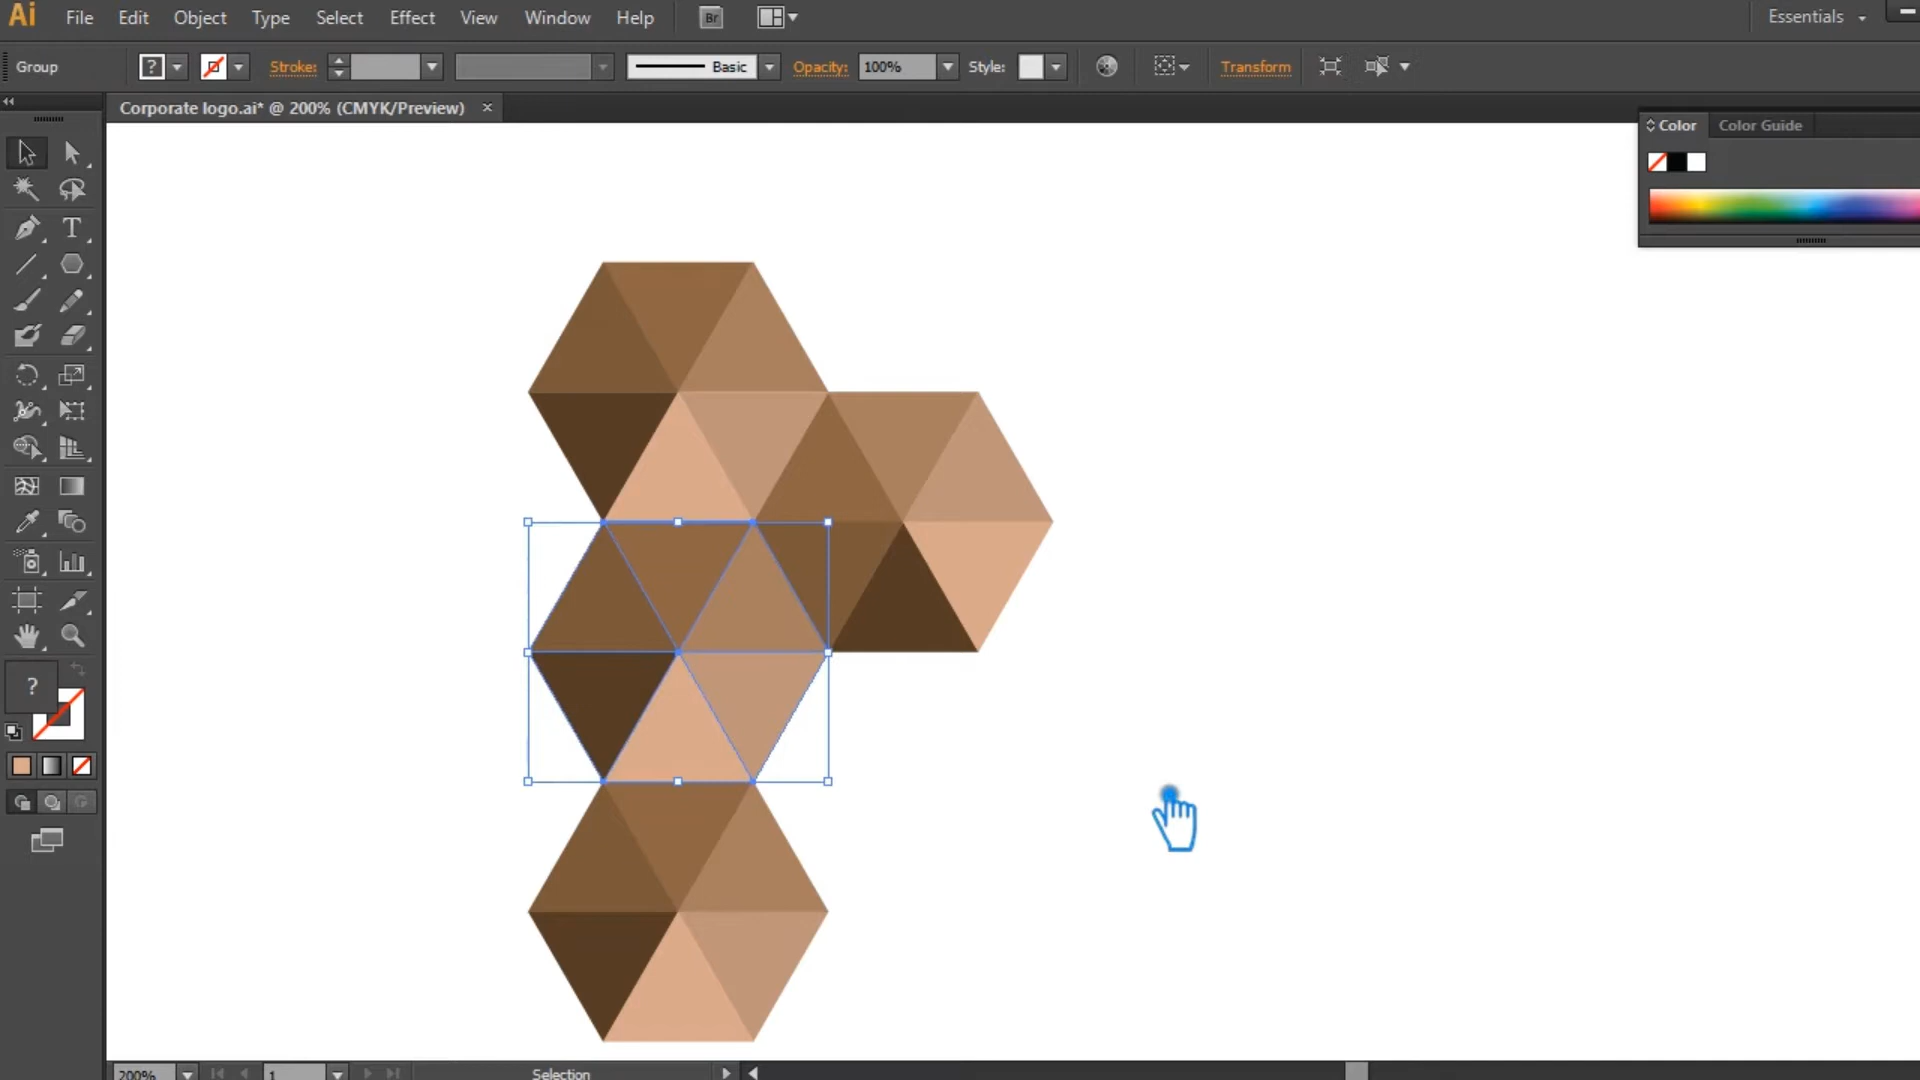 Ai File Edit Object Type Select Effect View Window Help Br Essentials
Group ? Stroke: Basic Opacity: 100% Style: Transform
Corporate logo.ai* @ 200% (CMYK/Preview)
Color Color Guide
T
?
200% 1 Selection